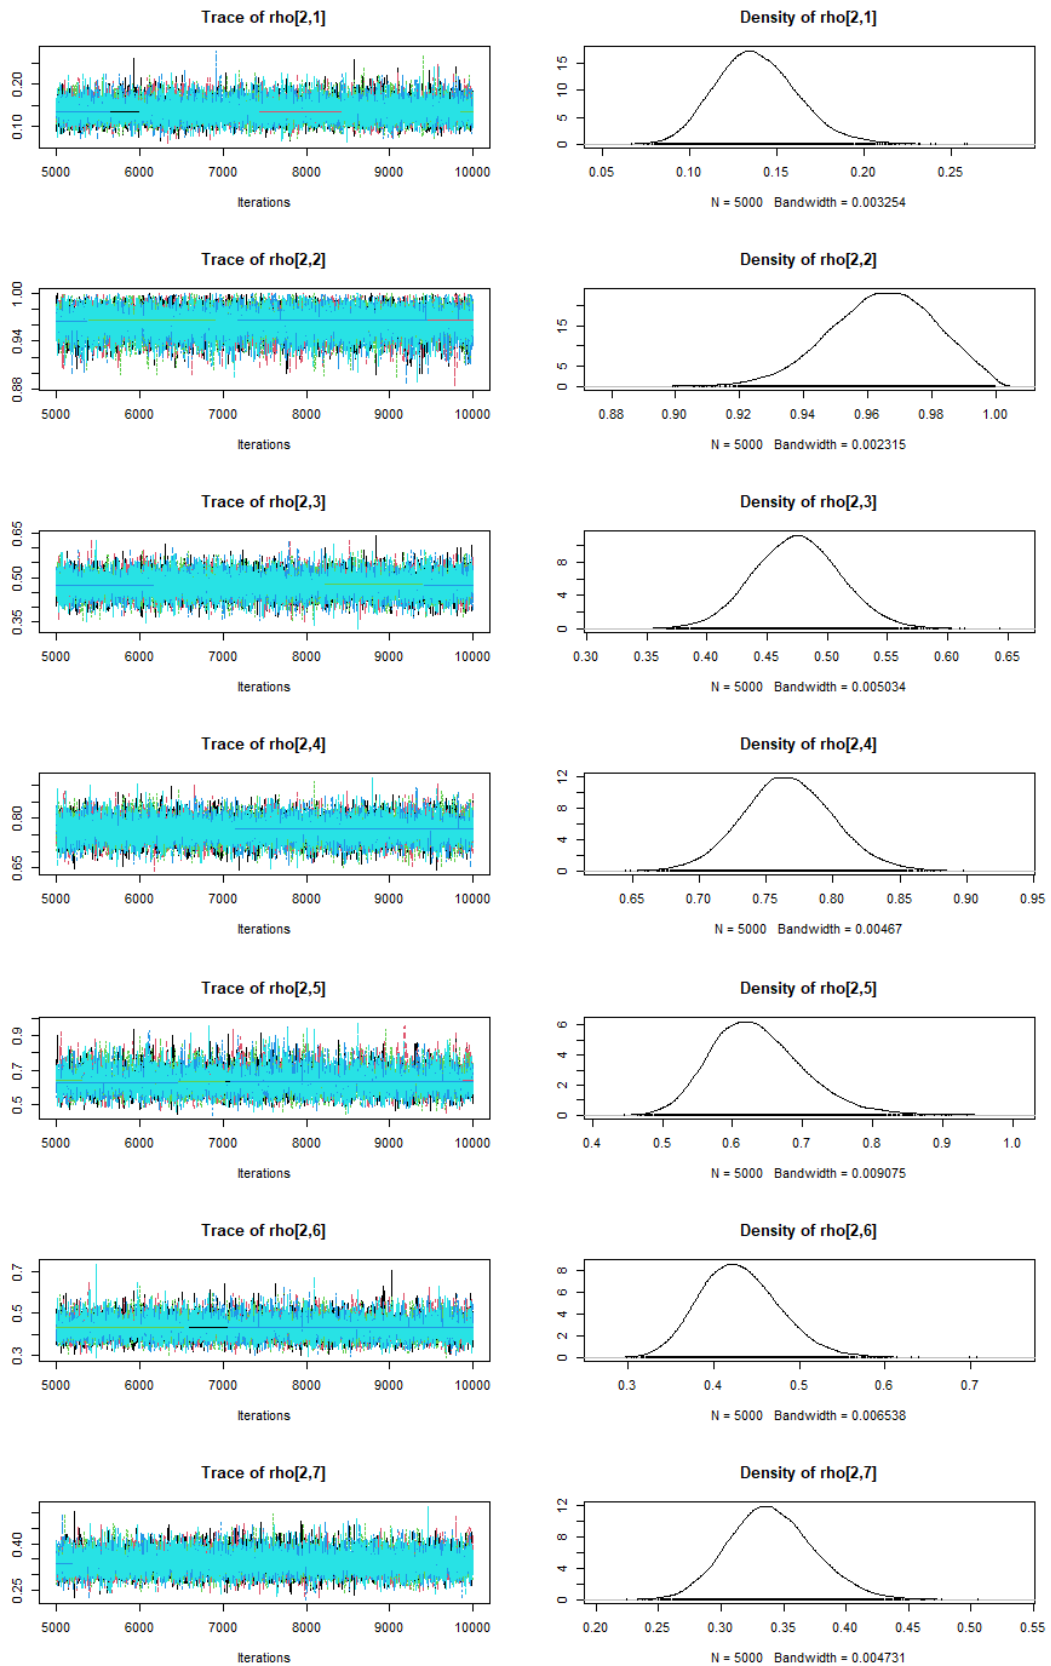 Trace of rho[2,1]
Density of rho[2,1]
0.10 0.20
5000 6000 7000 8000 9000 10000
Iterations
0 5 10 15
0.05 0.10 0.15 0.20 0.25
N = 5000 Bandwidth = 0.003254
Trace of rho[2,2]
Density of rho[2,2]
0.88 0.94 1.00
5000 6000 7000 8000 9000 10000
Iterations
0 5 15
0.88 0.90 0.92 0.94 0.96 0.98 1.00
N = 5000 Bandwidth = 0.002315
Trace of rho[2,3]
Density of rho[2,3]
0.35 0.50 0.65
5000 6000 7000 8000 9000 10000
Iterations
0 4 8
0.30 0.35 0.40 0.45 0.50 0.55 0.60 0.65
N = 5000 Bandwidth = 0.005034
Trace of rho[2,4]
Density of rho[2,4]
0.65 0.80
5000 6000 7000 8000 9000 10000
Iterations
0 4 8 12
0.65 0.70 0.75 0.80 0.85 0.90 0.95
N = 5000 Bandwidth = 0.00467
Trace of rho[2,5]
Density of rho[2,5]
0.5 0.7 0.9
5000 6000 7000 8000 9000 10000
Iterations
0 2 4 6
0.4 0.5 0.6 0.7 0.8 0.9 1.0
N = 5000 Bandwidth = 0.009075
Trace of rho[2,6]
Density of rho[2,6]
0.3 0.5 0.7
5000 6000 7000 8000 9000 10000
Iterations
0 2 4 6 8
0.3 0.4 0.5 0.6 0.7
N = 5000 Bandwidth = 0.006538
Trace of rho[2,7]
Density of rho[2,7]
0.25 0.40
5000 6000 7000 8000 9000 10000
Iterations
0 4 8 12
0.20 0.25 0.30 0.35 0.40 0.45 0.50 0.55
N = 5000 Bandwidth = 0.004731